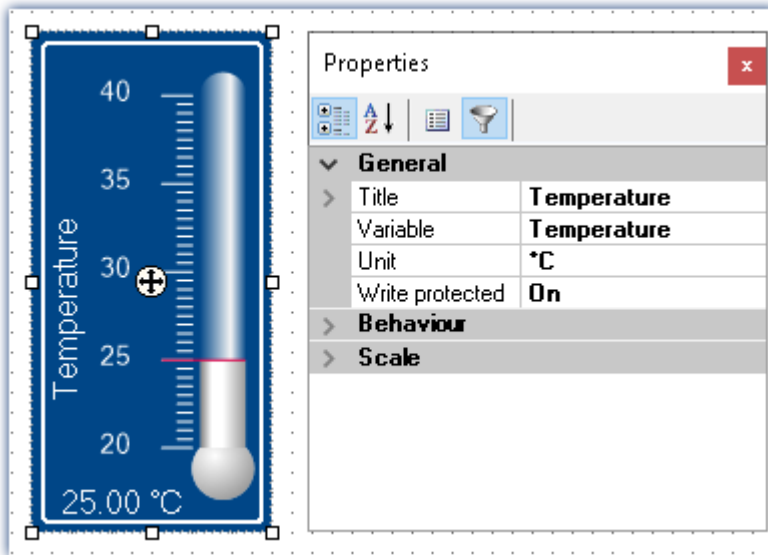 Temperature
40
35
30
25
20
25.00 °C
Properties
x
A
Z
General
Title Temperature
Variable Temperature
Unit °C
Write protected On
Behaviour
Scale